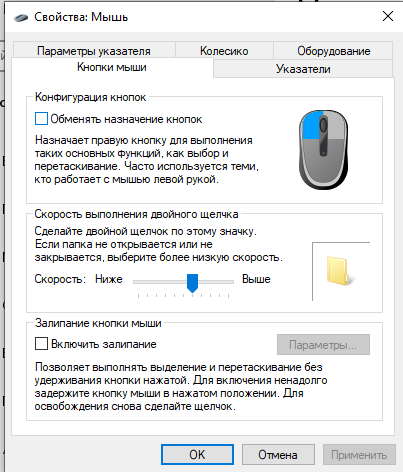 Свойства: Мышь
Параметры указателя
Колесико
Оборудование
Кнопки мыши
Указатели
Конфигурация кнопок
Обменять назначение кнопок
Назначает правую кнопку для выполнения
таких основных функций, как выбор и
перетаскивание. Часто используется теми,
кто работает с мышью левой рукой.
Скорость выполнения двойного щелчка
Сделайте двойной щелчок по этому значку.
Если папка не открывается или не
закрывается, выберите более низкую скорость.
Скорость: Ниже Выше
Залипание кнопки мыши
Включить залипание
Параметры...
Позволяет выполнять выделение и перетаскивание без
удерживания кнопки нажатой. Для включения ненадолго
задержите кнопку мыши в нажатом положении. Для
освобождения снова сделайте щелчок.
OK
Отмена
Применить